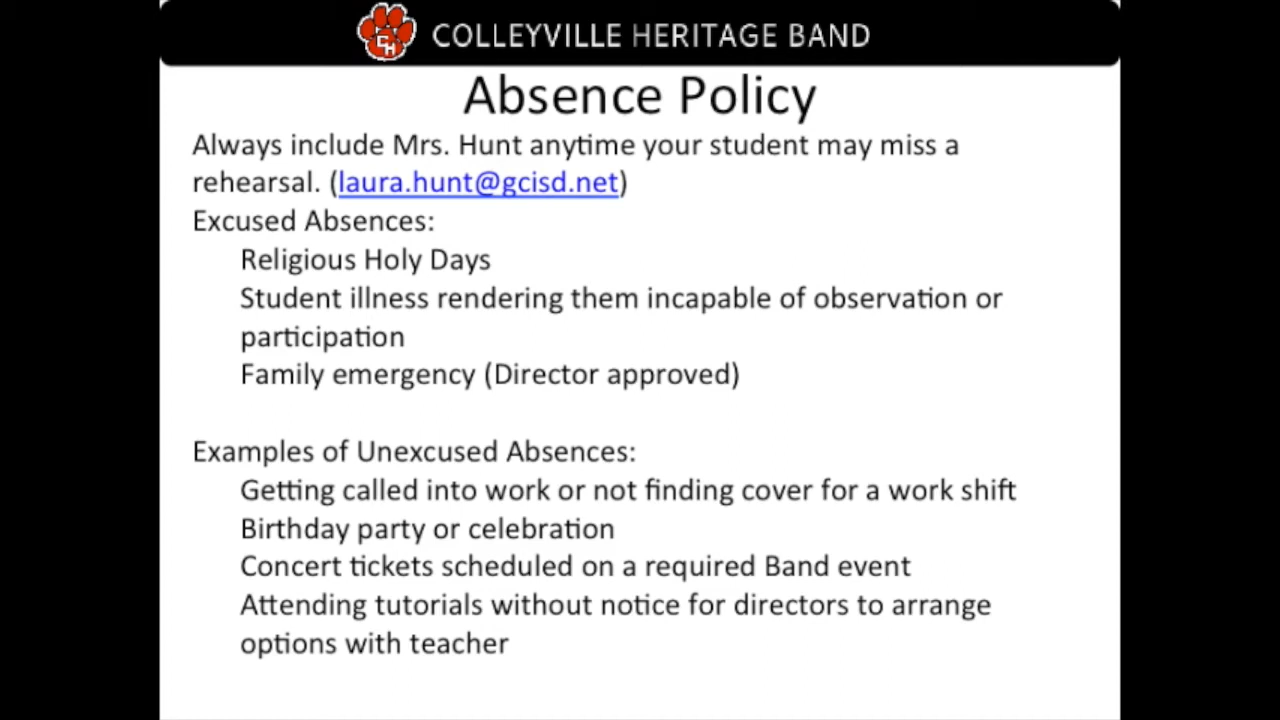 CH COLLEYVILLE HERITAGE BAND
Absence Policy
Always include Mrs. Hunt anytime your student may miss a
rehearsal. (laura.hunt@gcisd.net)
Excused Absences:
Religious Holy Days
Student illness rendering them incapable of observation or
participation
Family emergency (Director approved)
Examples of Unexcused Absences:
Getting called into work or not finding cover for a work shift
Birthday party or celebration
Concert tickets scheduled on a required Band event
Attending tutorials without notice for directors to arrange
options with teacher